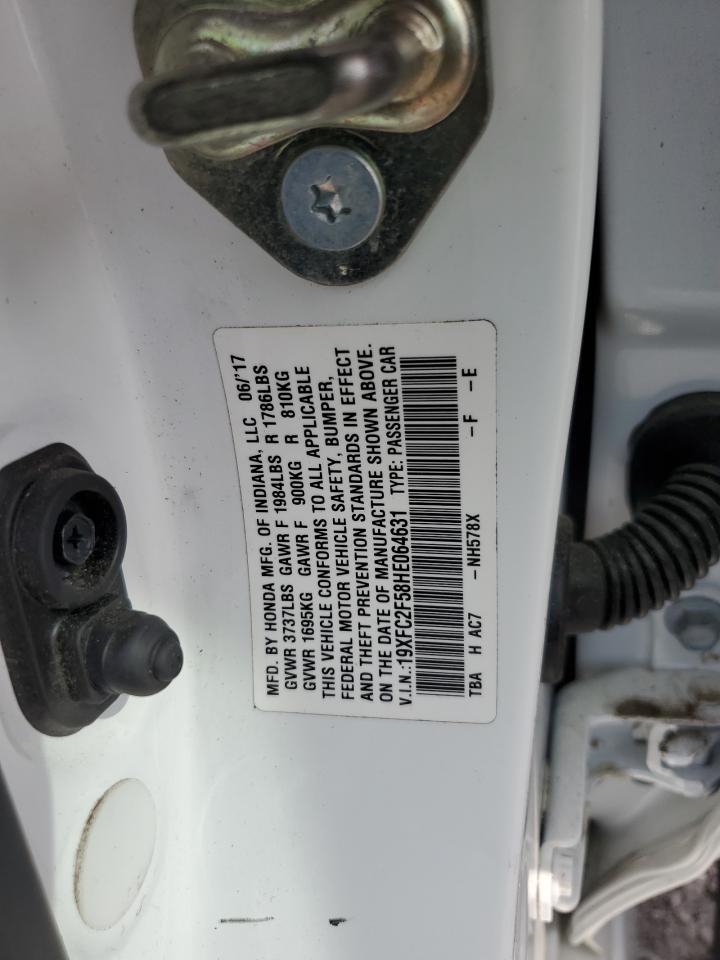 MFD. BY HONDA MFG. OF INDIANA, LLC 06/'17
GVWR 3737LBS GAWR F 1984LBS R 1786LBS
GVWR 1695KG GAWR F 900KG R 810KG
THIS VEHICLE CONFORMS TO ALL APPLICABLE
FEDERAL MOTOR VEHICLE SAFETY, BUMPER,
AND THEFT PREVENTION STANDARDS IN EFFECT
ON THE DATE OF MANUFACTURE SHOWN ABOVE.
V.I.N.:19XFC2F58HE064631 TYPE: PASSENGER CAR
TBA H AC7 -NH578X -F -E